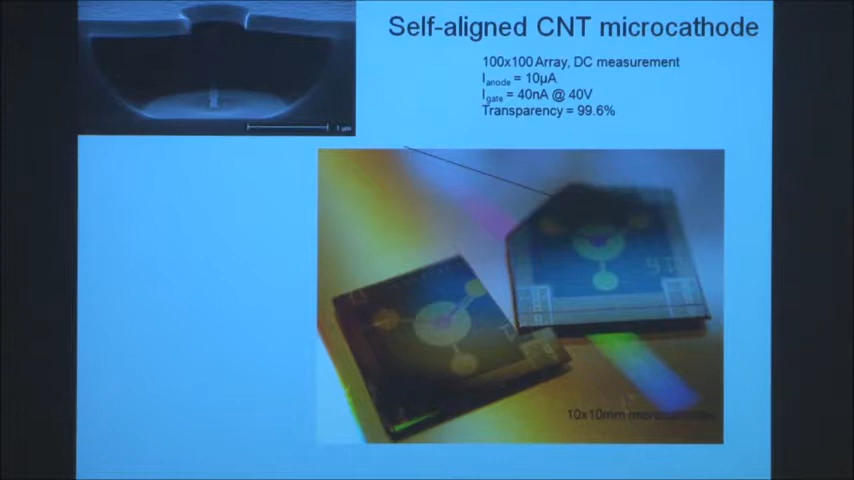 Self-aligned CNT microcathode
100x100 Array, DC measurement
Ianode = 10µA
Igate = 40nA @ 40V
Transparency = 99.6%
1 µm
10x10mm